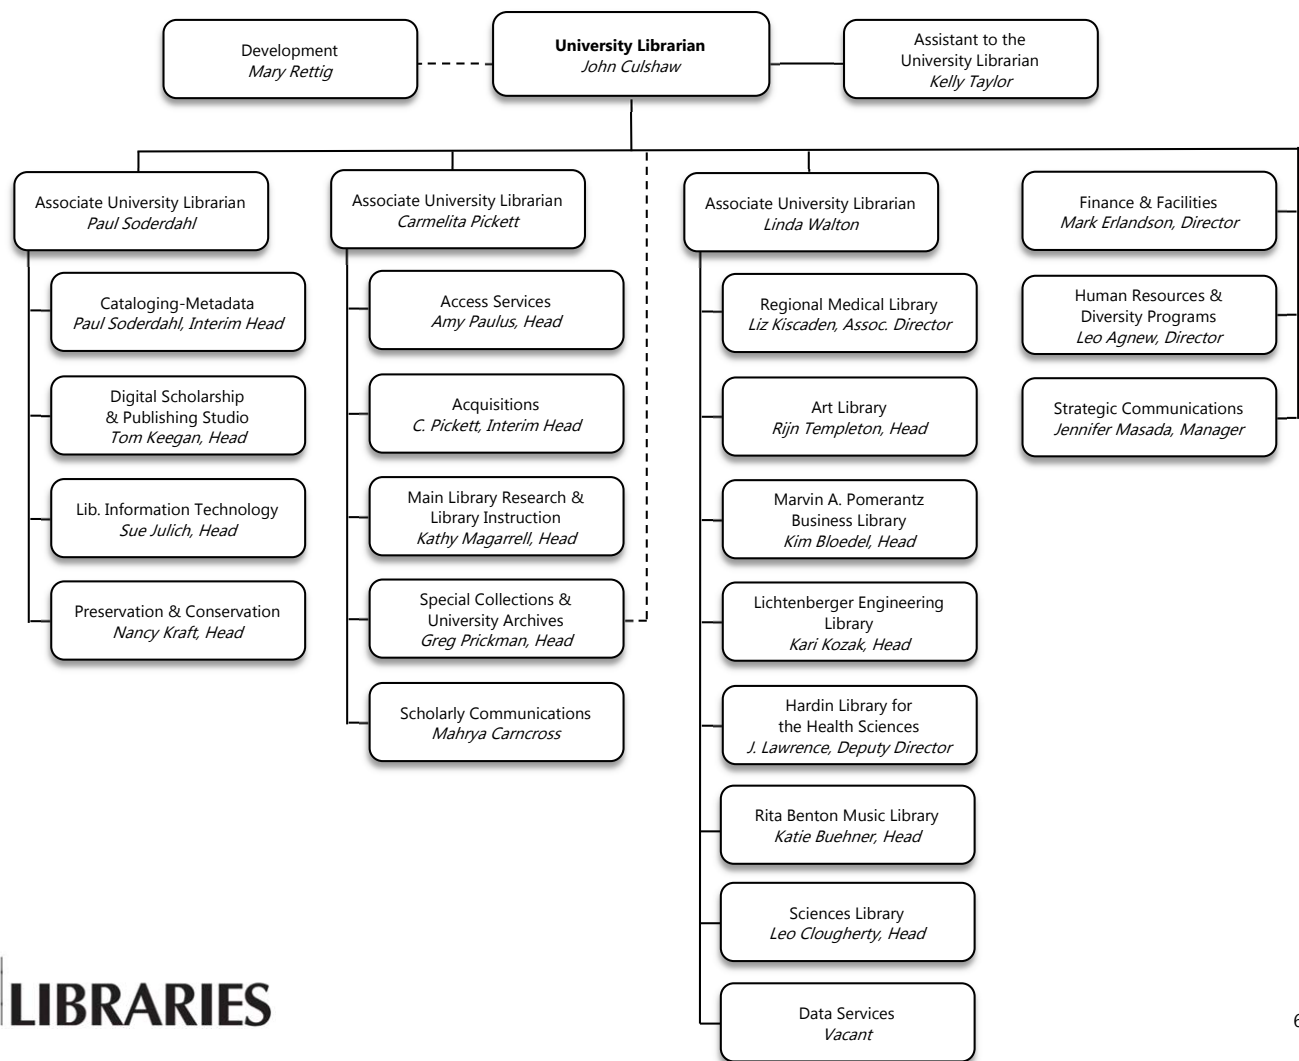 Development
Mary Rettig
University Librarian
John Culshaw
Assistant to the
University Librarian
Kelly Taylor
Associate University Librarian
Paul Soderdahl
Cataloging-Metadata
Paul Soderdahl, Interim Head
Digital Scholarship
& Publishing Studio
Tom Keegan, Head
Lib. Information Technology
Sue Julich, Head
Preservation & Conservation
Nancy Kraft, Head
Associate University Librarian
Carmelita Pickett
Access Services
Amy Paulus, Head
Acquisitions
C. Pickett, Interim Head
Main Library Research &
Library Instruction
Kathy Magarrell, Head
Special Collections &
University Archives
Greg Prickman, Head
Scholarly Communications
Mahrya Carncross
Associate University Librarian
Linda Walton
Regional Medical Library
Liz Kiscaden, Assoc. Director
Art Library
Rijn Templeton, Head
Marvin A. Pomerantz
Business Library
Kim Bloedel, Head
Lichtenberger Engineering
Library
Kari Kozak, Head
Hardin Library for
the Health Sciences
J. Lawrence, Deputy Director
Rita Benton Music Library
Katie Buehner, Head
Sciences Library
Leo Clougherty, Head
Data Services
Vacant
Finance & Facilities
Mark Erlandson, Director
Human Resources &
Diversity Programs
Leo Agnew, Director
Strategic Communications
Jennifer Masada, Manager
LIBRARIES
6